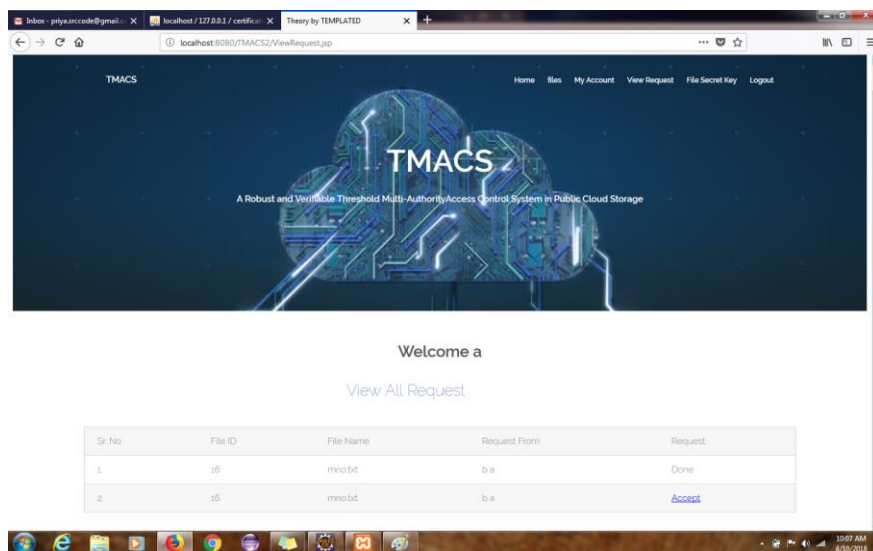 Inbox - priya.srccode@gmail.c
localhost / 127.0.0.1 / certificat
Theory by TEMPLATED
localhost:8080/TMACS2/ViewRequest.jsp
TMACS
Home files My Account View Request File Secret Key Logout
TMACS
A Robust and Verifiable Threshold Multi-AuthorityAccess Control System in Public Cloud Storage
Welcome a
View All Request
Sr. No File ID File Name Request From Request
1 16 mno.txt b a Done
2 16 mno.txt b a Accept
10:07 AM
4/10/2018